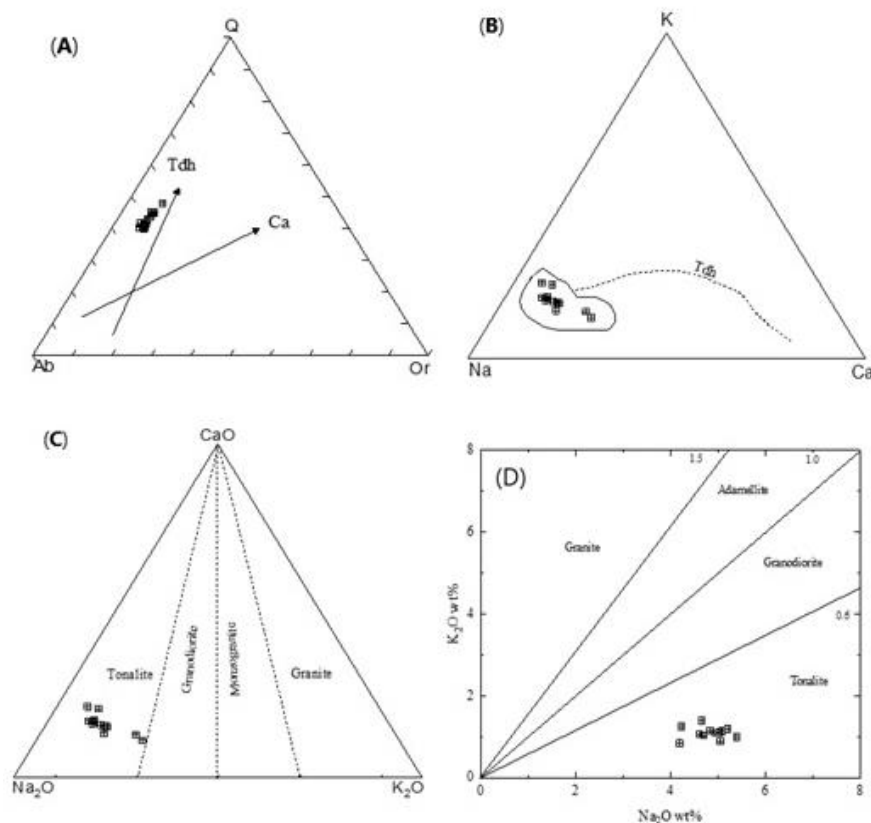 (A)
Q
Tdh
Ca
Ab
Or
(B)
K
Tdh
Na
Ca
(C)
CaO
Tonalite
Granodiorite
Monzogranite
Granite
Na₂O
K₂O
(D)
8
6
4
2
0
K₂O wt%
1.5
1.0
Adamellite
Granite
Granodiorite
0.6
Tonalite
0
2
4
6
8
Na₂O wt%